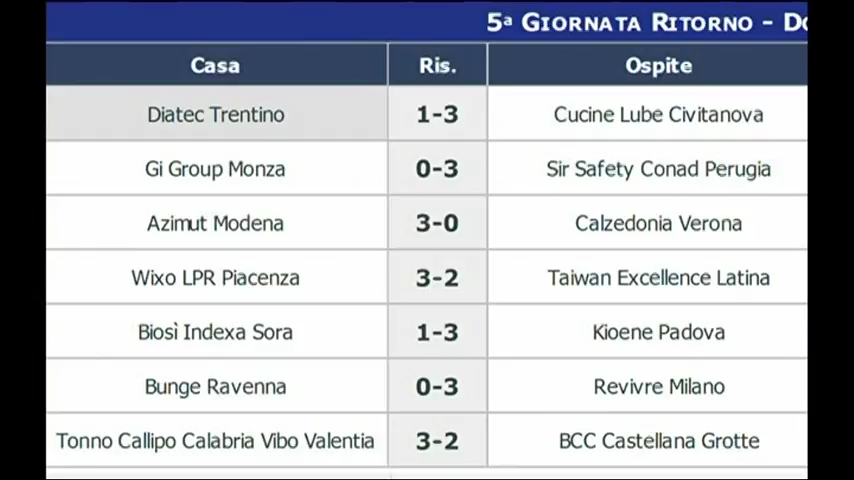 5ª Giornata Ritorno -
Casa Ris. Ospite
Diatec Trentino 1-3 Cucine Lube Civitanova
Gi Group Monza 0-3 Sir Safety Conad Perugia
Azimut Modena 3-0 Calzedonia Verona
Wixo LPR Piacenza 3-2 Taiwan Excellence Latina
Biosì Indexa Sora 1-3 Kioene Padova
Bunge Ravenna 0-3 Revivre Milano
Tonno Callipo Calabria Vibo Valentia 3-2 BCC Castellana Grotte